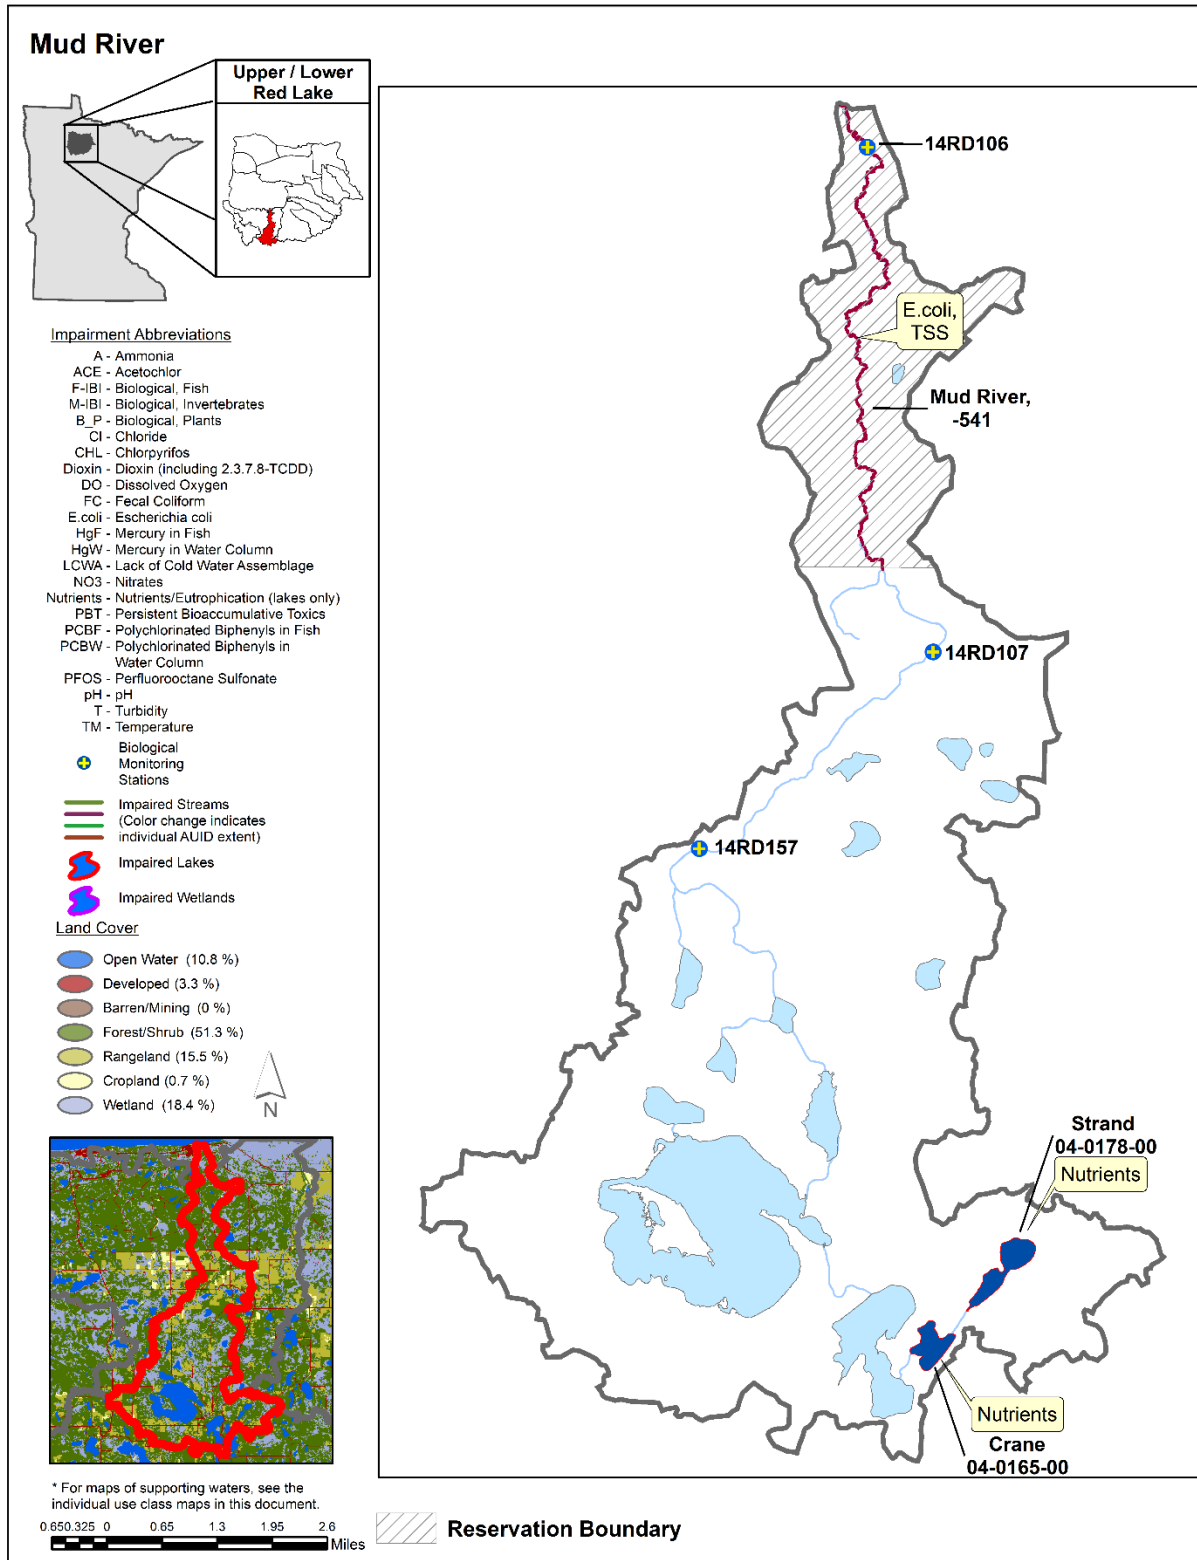 Mud River
Upper / Lower
Red Lake
Impairment Abbreviations
A - Ammonia
ACE - Acetochlor
F-IBI - Biological, Fish
M-IBI - Biological, Invertebrates
B_P - Biological, Plants
Cl - Chloride
CHL - Chlorpyrifos
Dioxin - Dioxin (including 2.3.7.8-TCDD)
DO - Dissolved Oxygen
FC - Fecal Coliform
E.coli - Escherichia coli
HgF - Mercury in Fish
HgW - Mercury in Water Column
LCWA - Lack of Cold Water Assemblage
NO3 - Nitrates
Nutrients - Nutrients/Eutrophication (lakes only)
PBT - Persistent Bioaccumulative Toxics
PCBF - Polychlorinated Biphenyls in Fish
PCBW - Polychlorinated Biphenyls in
Water Column
PFOS - Perfluorooctane Sulfonate
pH - pH
T - Turbidity
TM - Temperature
Biological
Monitoring
Stations
Impaired Streams
(Color change indicates
individual AUID extent)
Impaired Lakes
Impaired Wetlands
Land Cover
Open Water (10.8 %)
Developed (3.3 %)
Barren/Mining (0 %)
Forest/Shrub (51.3 %)
Rangeland (15.5 %)
Cropland (0.7 %)
Wetland (18.4 %)
N
* For maps of supporting waters, see the
individual use class maps in this document.
0.65 0.325 0 0.65 1.3 1.95 2.6
Miles
14RD106
E.coli,
TSS
Mud River,
-541
14RD107
14RD157
Strand
04-0178-00
Nutrients
Nutrients
Crane
04-0165-00
Reservation Boundary